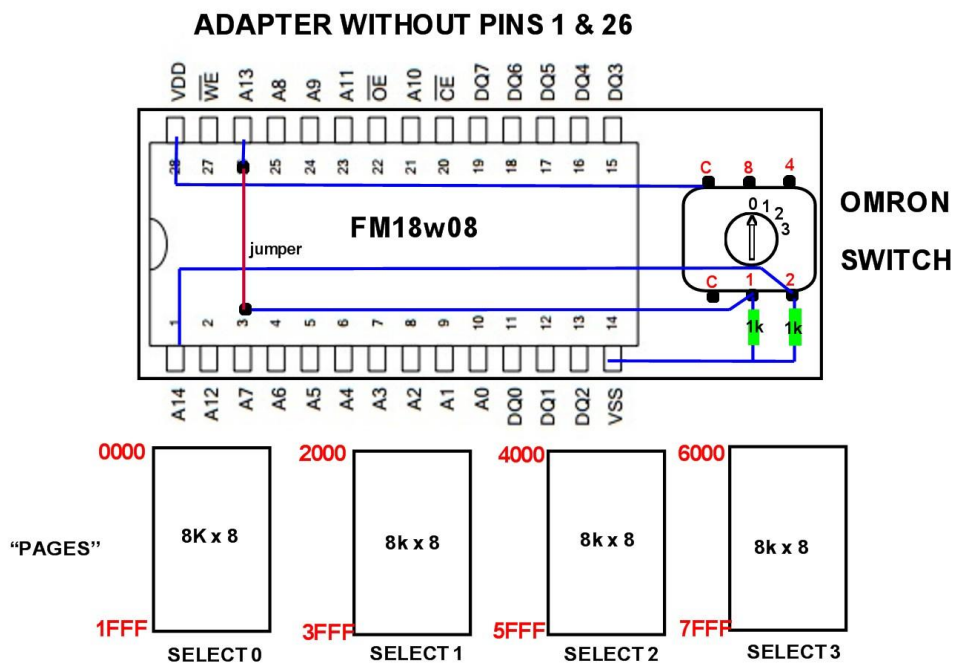 ADAPTER WITHOUT PINS 1 & 26
VDD WE A13 A8 A9 A11 OE A10 CE DQ7 DQ6 DQ5 DQ4 DQ3
28 27 25 24 23 22 21 20 19 18 17 16 15
C 8 4
0 1 2 3
FM18w08
OMRON
SWITCH
jumper
C 1 2
1 2 3 4 5 6 7 8 9 10 11 12 13 14
1k 1k
A14 A12 A7 A6 A5 A4 A3 A2 A1 A0 DQ0 DQ1 DQ2 VSS
0000 2000 4000 6000
“PAGES” 8K x 8 8k x 8 8k x 8 8k x 8
1FFF 3FFF 5FFF 7FFF
SELECT 0 SELECT 1 SELECT 2 SELECT 3